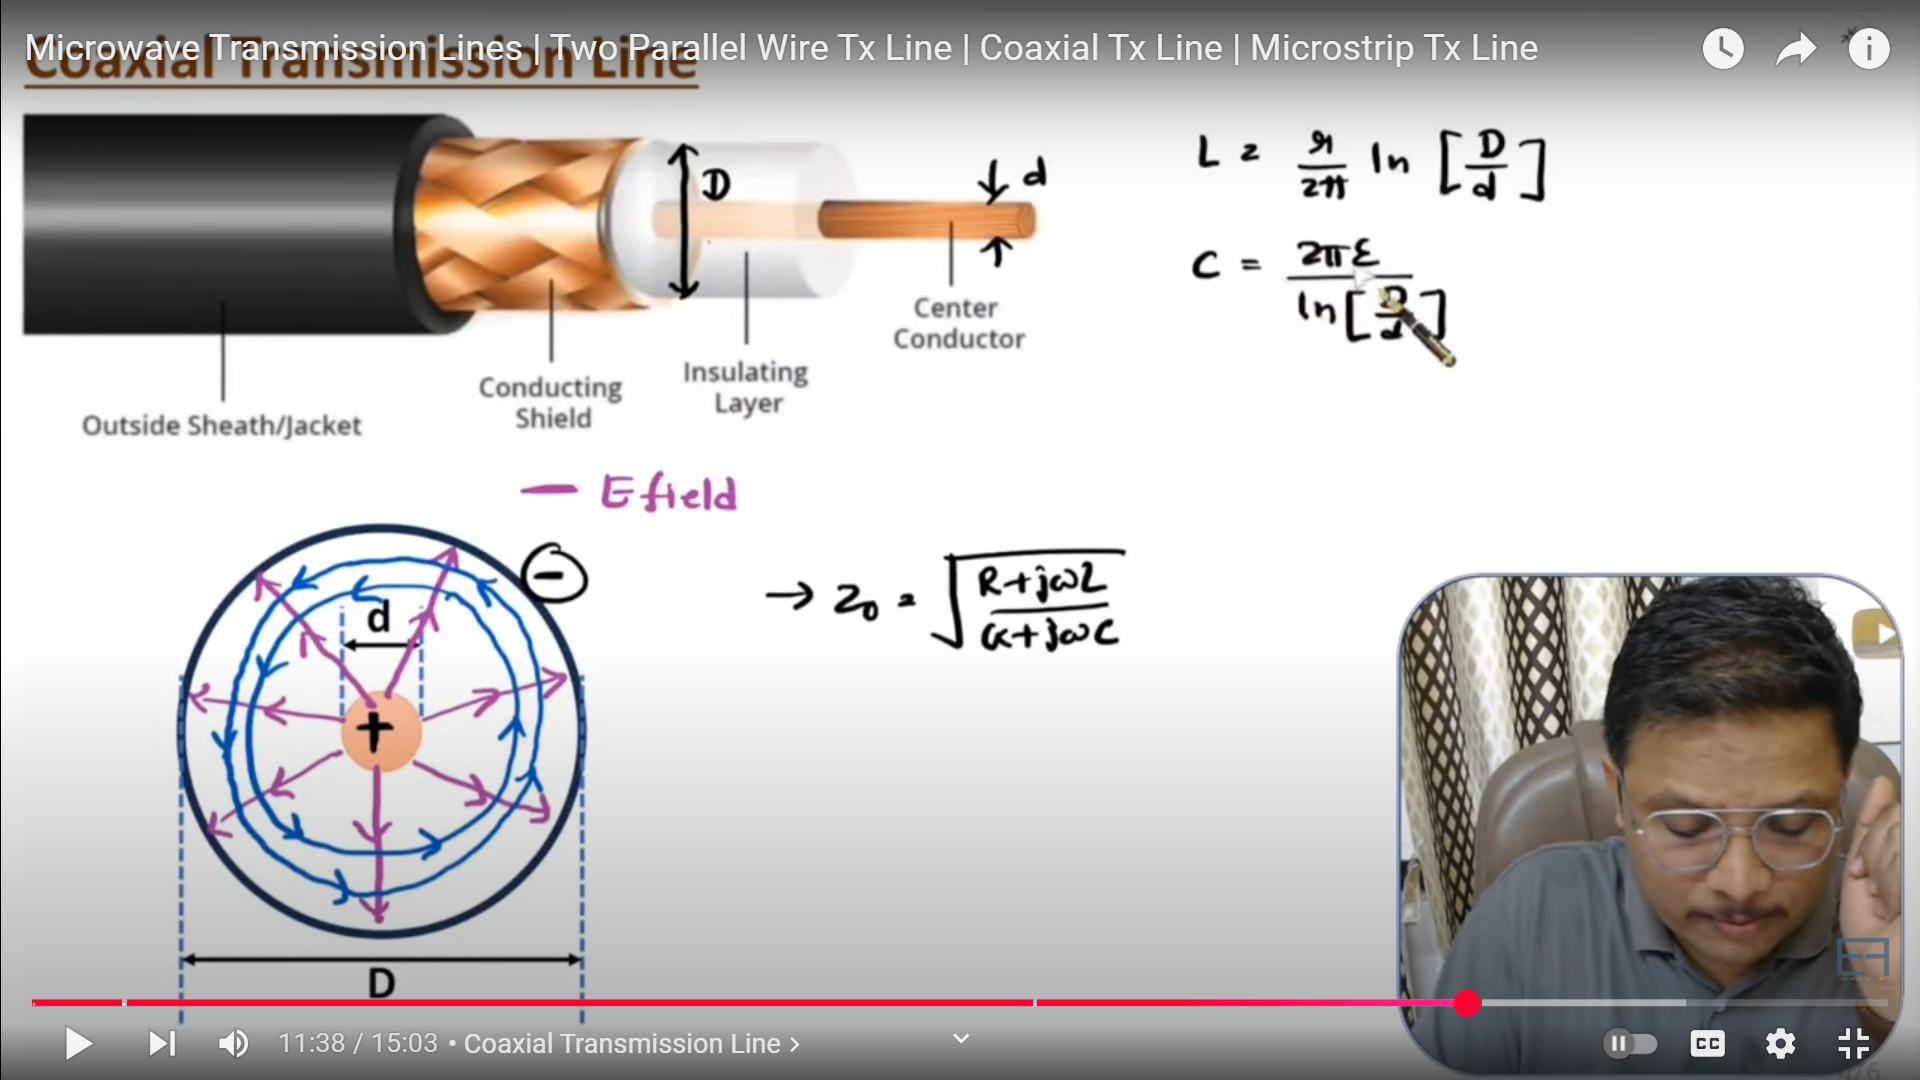 Microwave Transmission Lines | Two Parallel Wire Tx Line | Coaxial Tx Line | Microstrip Tx Line
Coaxial Transmission Line
D
d
L = μ/2π ln [D/d]
C = 2πε / ln [D/d]
Center
Conductor
Insulating
Layer
Conducting
Shield
Outside Sheath/Jacket
— E field
−
→ Z₀ = √((R+jωL)/(G+jωC))
d
+
D
11:38 / 15:03 • Coaxial Transmission Line >
CC